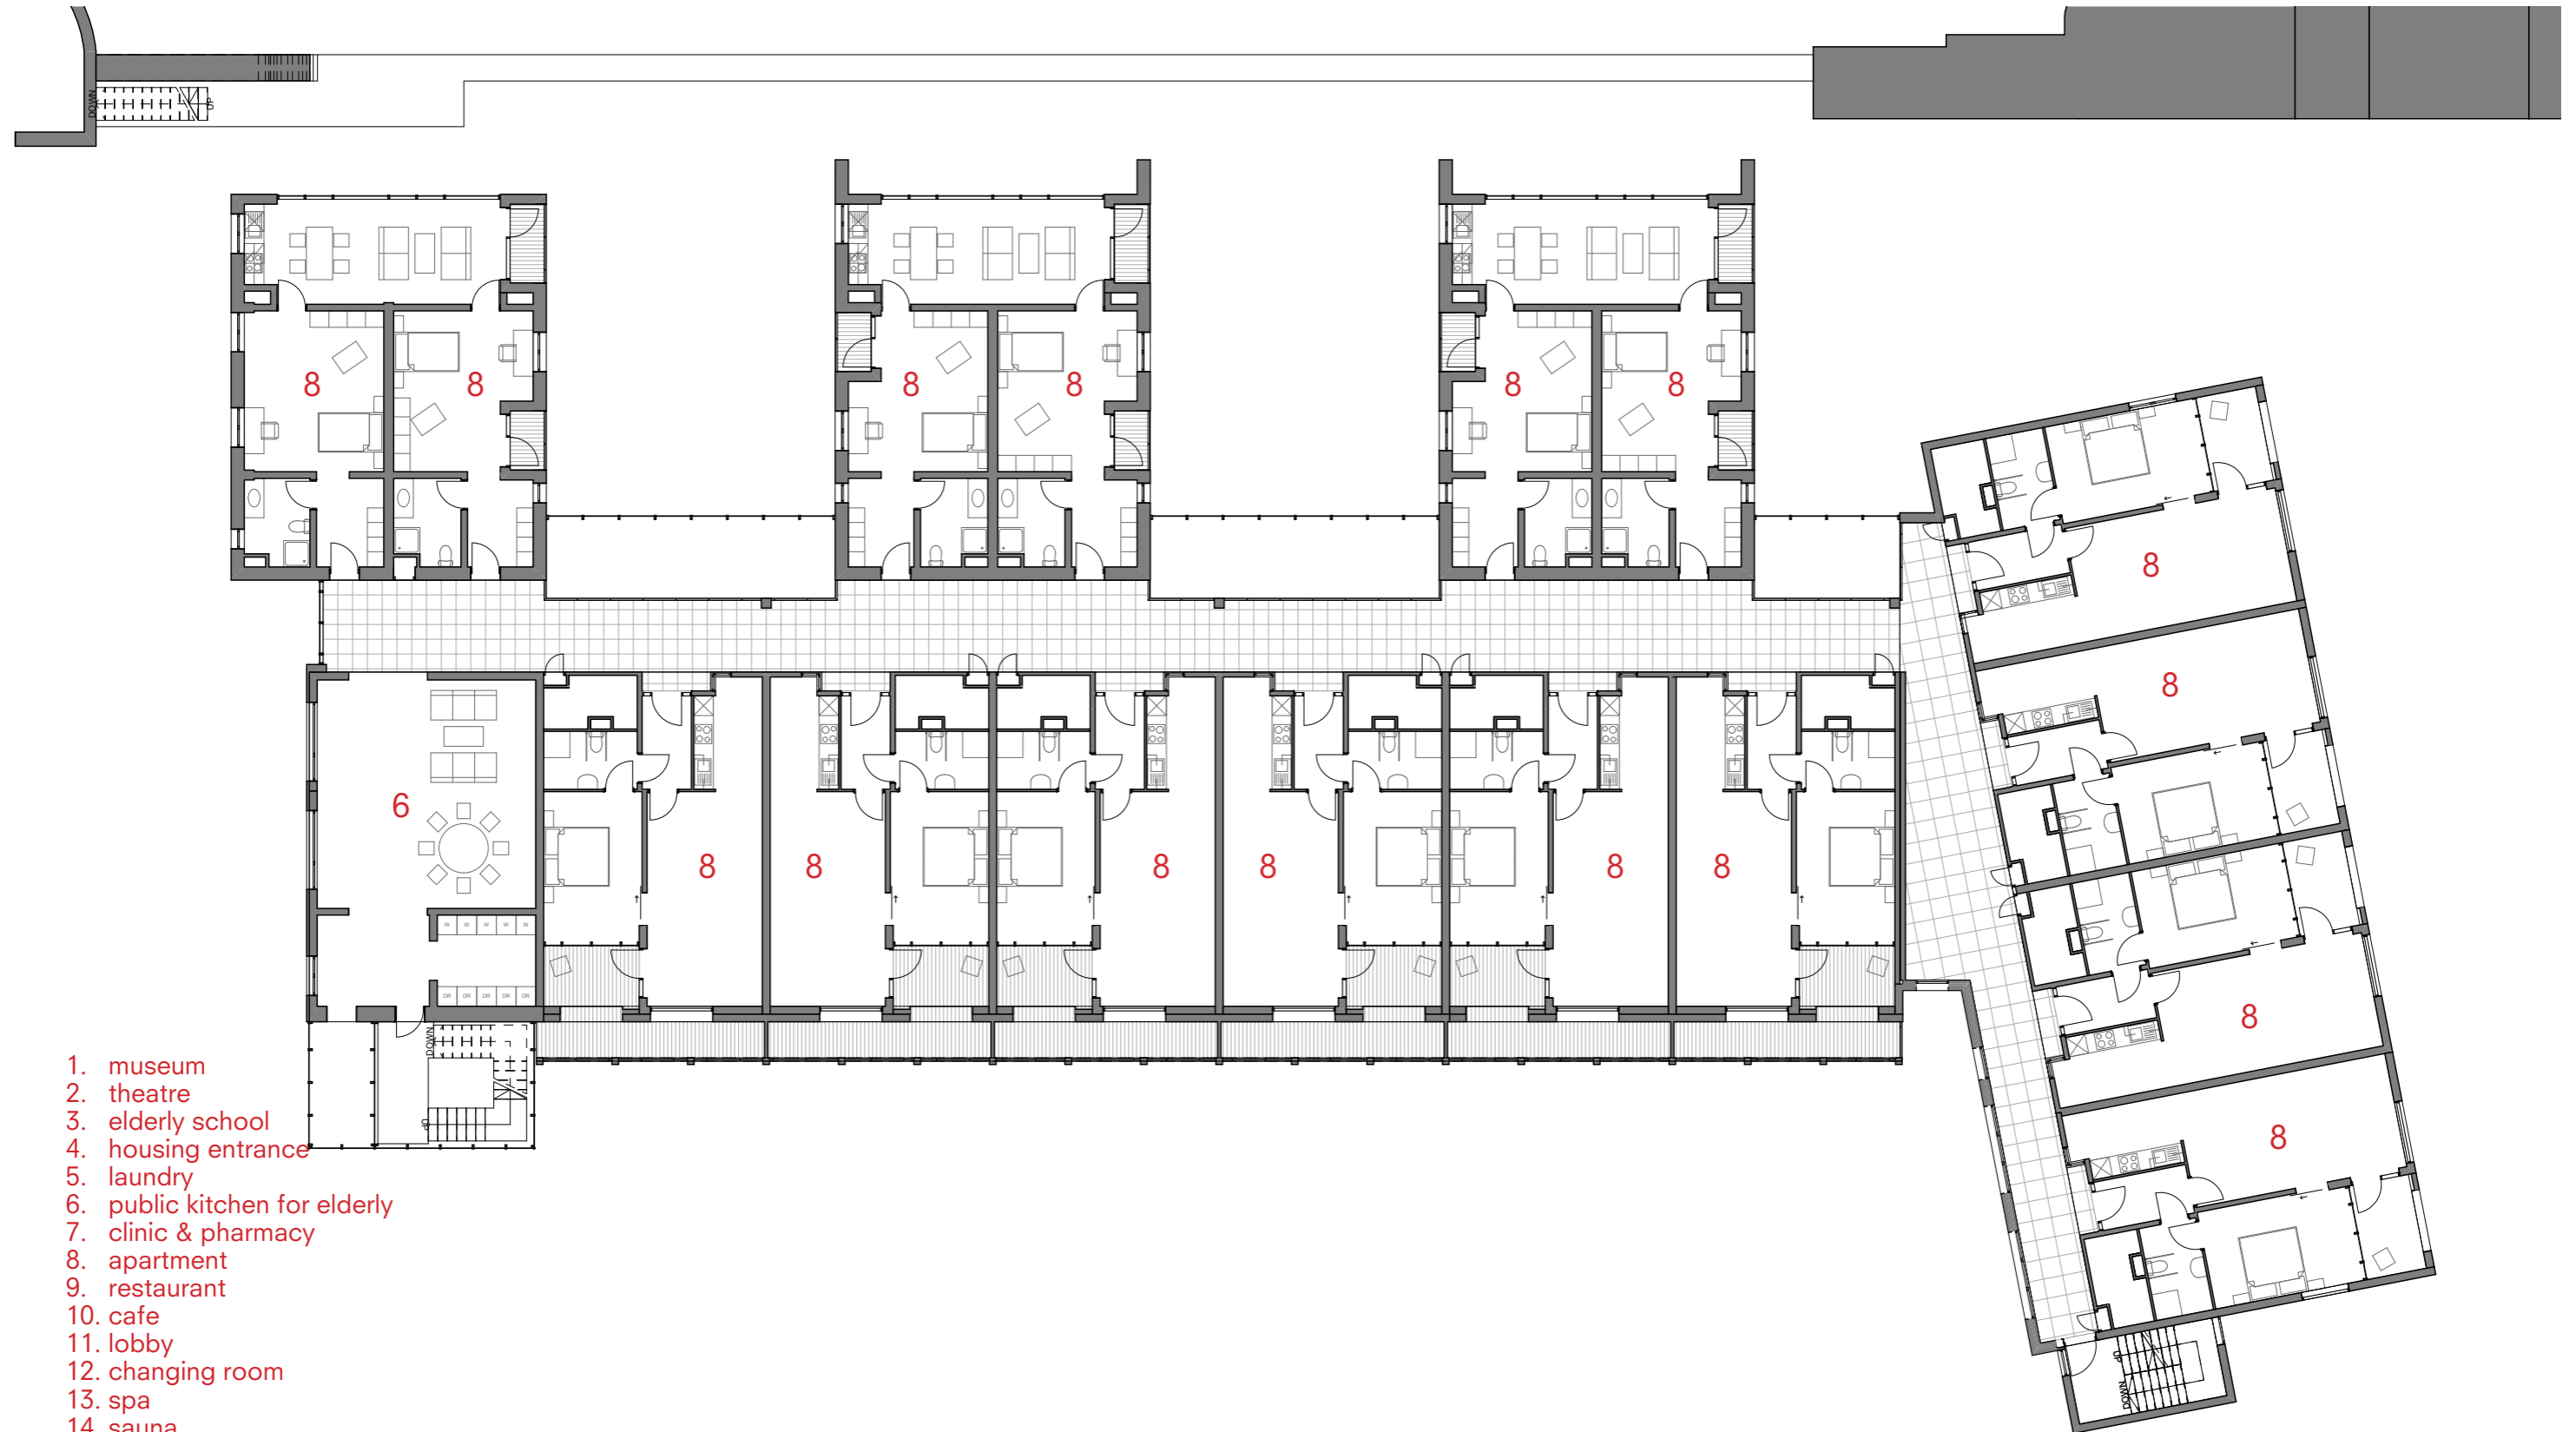 DOWN
UP
8 8 8 8 8 8
8
8
6
8 8 8 8 8 8
W W W W W
DR DR DR DR DR
8
8
DOWN
UP
UP
DOWN
1. museum
2. theatre
3. elderly school
4. housing entrance
5. laundry
6. public kitchen for elderly
7. clinic & pharmacy
8. apartment
9. restaurant
10. cafe
11. lobby
12. changing room
13. spa
14. sauna